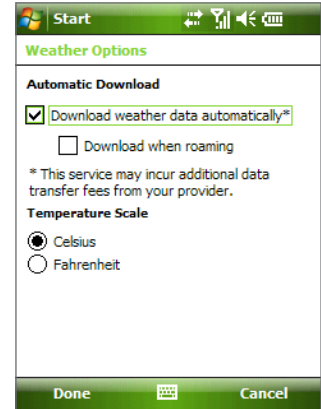 Start
Weather Options
Automatic Download
Download weather data automatically*
Download when roaming
* This service may incur additional data
transfer fees from your provider.
Temperature Scale
Celsius
Fahrenheit
Done Cancel